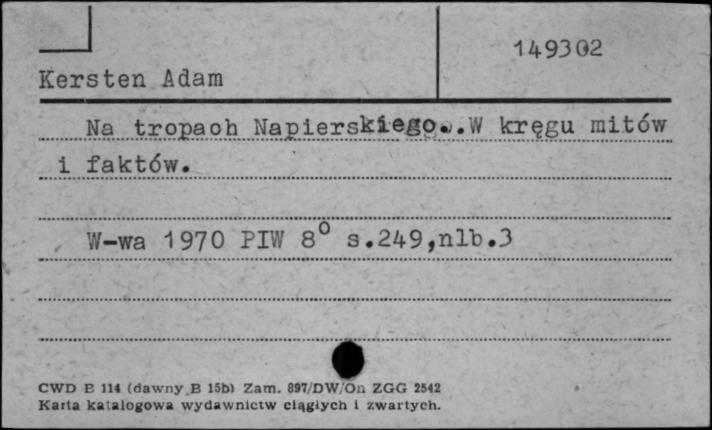 149302
Kersten Adam
Na tropach Napierskiego..W kręgu mitów
i faktów.
W-wa 1970 PIW 8° s.249,nlb.3
CWD B 114 (dawny B 15b) Zam. 897/DW/On ZGG 2542
Karta katalogowa wydawnictw ciągłych i zwartych.